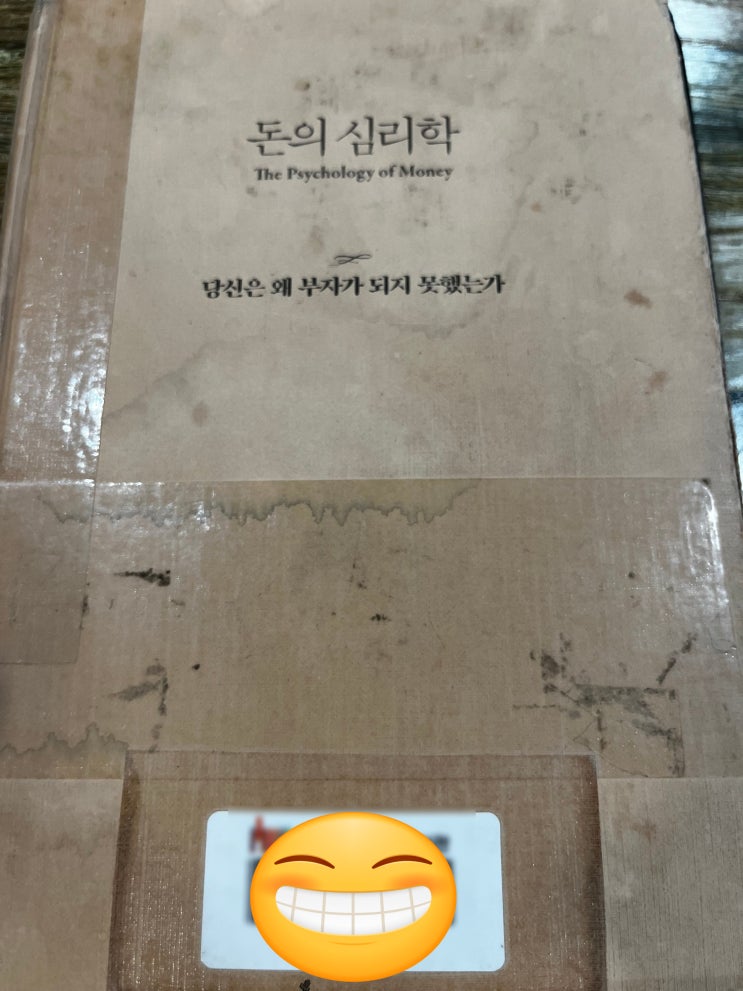 돈의 심리학
The Psychology of Money
당신은 왜 부자가 되지 못했는가